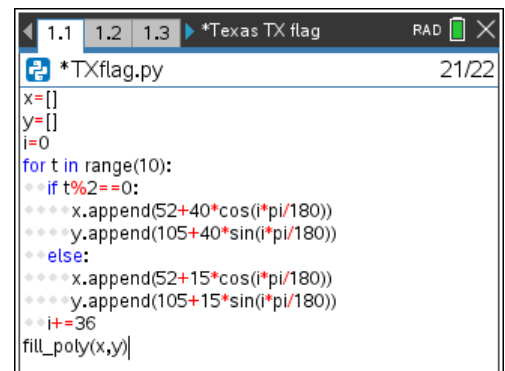 1.1 1.2 1.3 *Texas TX flag RAD
*TXflag.py 21/22
x=[]
y=[]
i=0
for t in range(10):
if t%2==0:
x.append(52+40*cos(i*pi/180))
y.append(105+40*sin(i*pi/180))
else:
x.append(52+15*cos(i*pi/180))
y.append(105+15*sin(i*pi/180))
i+=36
fill_poly(x,y)